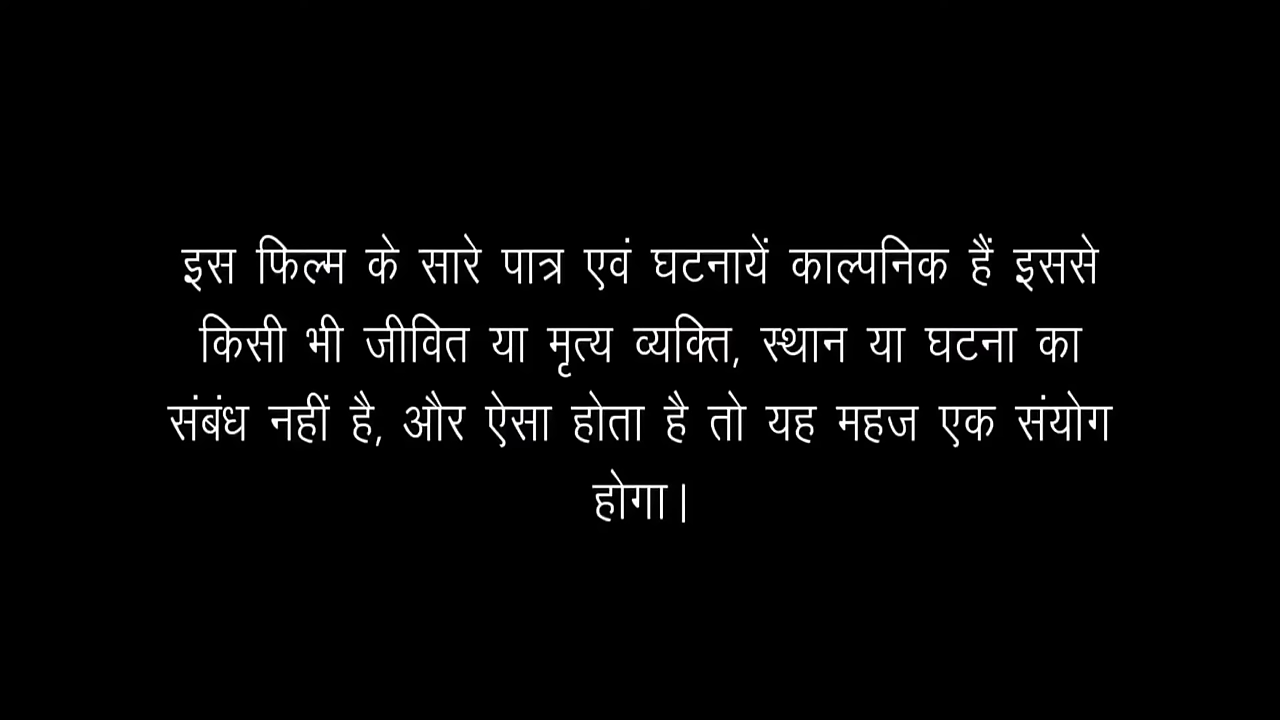 इस फिल्म के सारे पात्र एवं घटनायें काल्पनिक हैं इससे
किसी भी जीवित या मृत्य व्यक्ति, स्थान या घटना का
संबंध नहीं है, और ऐसा होता है तो यह महज एक संयोग
होगा।